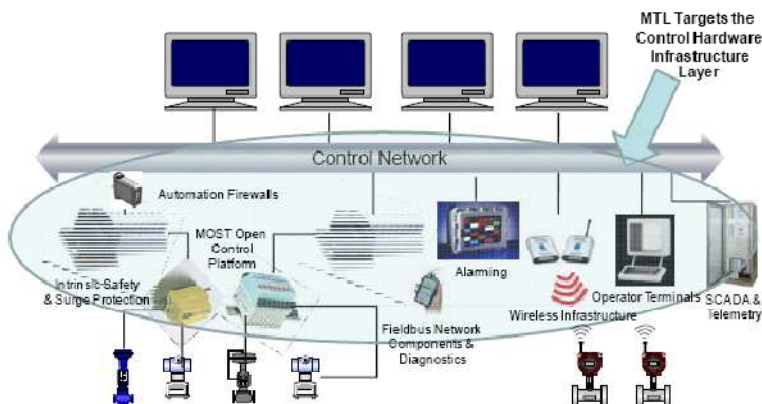 MTL Targets the
Control Hardware
Infrastructure
Layer
Control Network
Automation Firewalls
MOST Open
Control
Platform
Intrinsic Safety
& Surge Protection
Alarming
Fieldbus Network
Components &
Diagnostics
Wireless Infrastructure
Operator Terminals
SCADA &
Telemetry